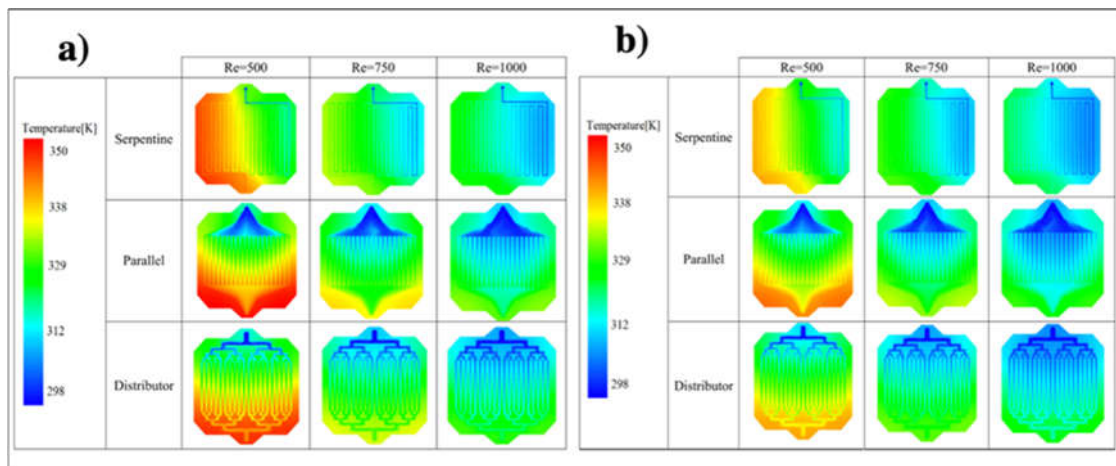 a)
Re=500 Re=750 Re=1000
Temperature[K]
350
338
329
312
298
Serpentine
Parallel
Distributor
b)
Re=500 Re=750 Re=1000
Temperature[K]
350
338
329
312
298
Serpentine
Parallel
Distributor